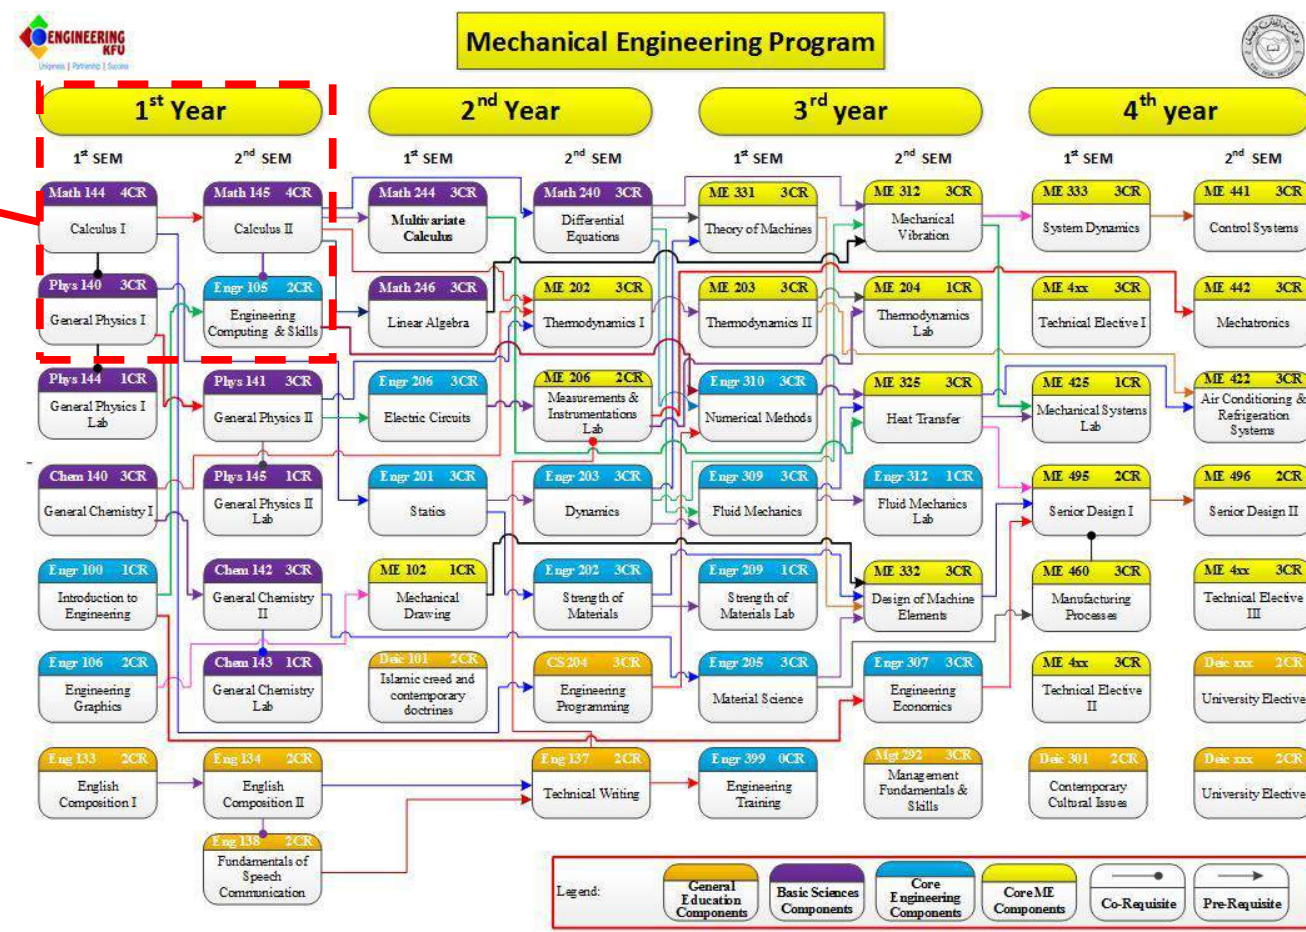 ENGINEERING
KFU
Uniqueness | Partnership | Success
Mechanical Engineering Program
1st Year
2nd Year
3rd year
4th year
1st SEM
2nd SEM
1st SEM
2nd SEM
1st SEM
2nd SEM
1st SEM
2nd SEM
Math 144 4CR
Calculus I
Math 145 4CR
Calculus II
Math 244 3CR
Multivariate
Calculus
Math 240 3CR
Differential
Equations
ME 331 3CR
Theory of Machines
ME 312 3CR
Mechanical
Vibration
ME 333 3CR
System Dynamics
ME 441 3CR
Control Systems
Phys 140 3CR
General Physics I
Engr 105 2CR
Engineering
Computing & Skills
Math 246 3CR
Linear Algebra
ME 202 3CR
Thermodynamics I
ME 203 3CR
Thermodynamics II
ME 204 1CR
Thermodynamics
Lab
ME 4xx 3CR
Technical Elective I
ME 442 3CR
Mechatronics
Phys 144 1CR
General Physics I
Lab
Phys 141 3CR
General Physics II
Engr 206 3CR
Electric Circuits
ME 206 2CR
Measurements &
Instrumentations
Lab
Engr 310 3CR
Numerical Methods
ME 325 3CR
Heat Transfer
ME 425 1CR
Mechanical Systems
Lab
ME 422 3CR
Air Conditioning &
Refrigeration
Systems
Chem 140 3CR
General Chemistry I
Phys 145 1CR
General Physics II
Lab
Engr 201 3CR
Statics
Engr 203 3CR
Dynamics
Engr 309 3CR
Fluid Mechanics
Engr 312 1CR
Fluid Mechanics
Lab
ME 495 2CR
Senior Design I
ME 496 2CR
Senior Design II
Engr 100 1CR
Introduction to
Engineering
Chem 142 3CR
General Chemistry
II
ME 102 1CR
Mechanical
Drawing
Engr 202 3CR
Strength of
Materials
Engr 209 1CR
Strength of
Materials Lab
ME 332 3CR
Design of Machine
Elements
ME 460 3CR
Manufacturing
Processes
ME 4xx 3CR
Technical Elective
III
Engr 106 2CR
Engineering
Graphics
Chem 143 1CR
General Chemistry
Lab
Deic 101 2CR
Islamic creed and
contemporary
doctrines
CS 204 3CR
Engineering
Programming
Engr 205 3CR
Material Science
Engr 307 3CR
Engineering
Economics
ME 4xx 3CR
Technical Elective
II
Deic xxx 2CR
University Elective
Eng 133 2CR
English
Composition I
Eng 134 2CR
English
Composition II
Eng 137 2CR
Technical Writing
Engr 399 0CR
Engineering
Training
Mgt 292 3CR
Management
Fundamentals &
Skills
Deic 301 2CR
Contemporary
Cultural Issues
Deic xxx 2CR
University Elective
Eng 138 2CR
Fundamentals of
Speech
Communication
Legend:
General
Education
Components
Basic Sciences
Components
Core
Engineering
Components
Core ME
Components
Co-Requisite
Pre-Requisite